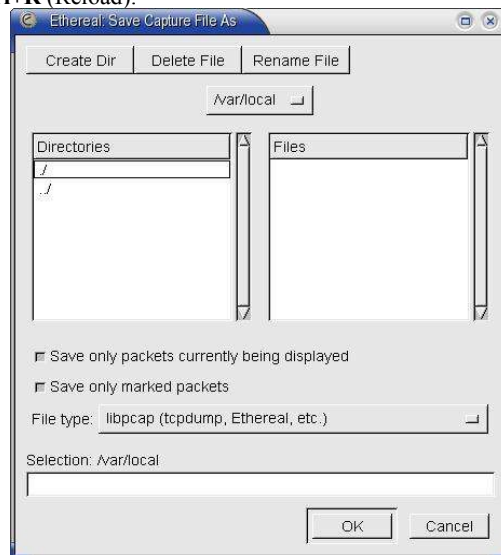 (Reload).
Ethereal: Save Capture File As
Create Dir Delete File Rename File
/var/local
Directories Files
./
../
Save only packets currently being displayed
Save only marked packets
File type: libpcap (tcpdump, Ethereal, etc.)
Selection: /var/local
OK Cancel